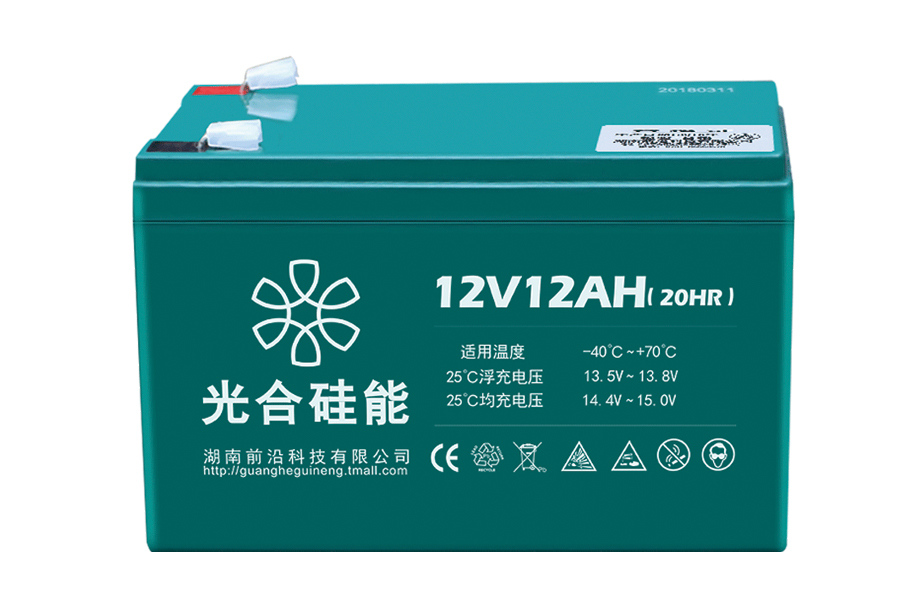 20180311
12V12AH(20HR)
适用温度 -40℃~+70℃
25℃浮充电压 13.5V~13.8V
25℃均充电压 14.4V~15.0V
光合硅能
湖南前沿科技有限公司
http://guangheguineng.tmall.com
CE